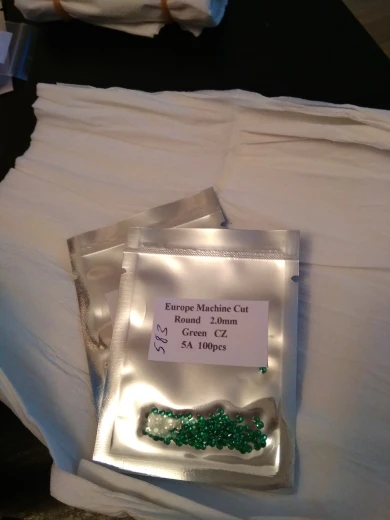 Europe Machine Cut
Round 2.0mm
Green CZ
5A 100pcs
583